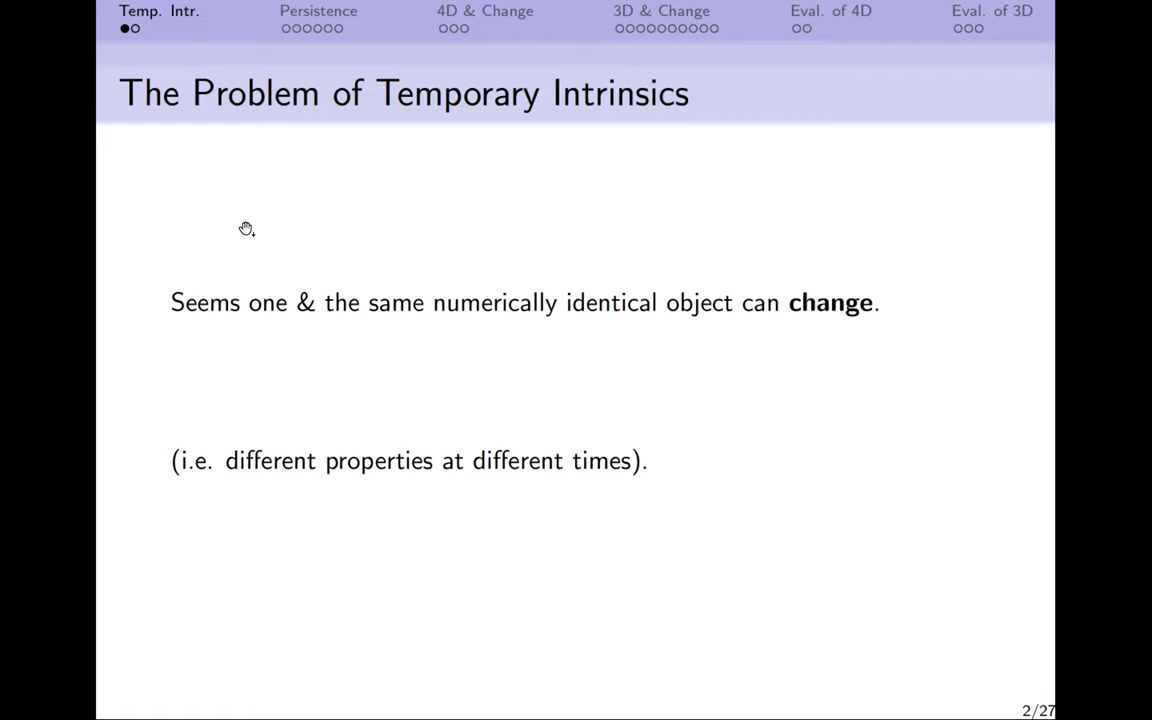 Temp. Intr. Persistence 4D & Change 3D & Change Eval. of 4D Eval. of 3D
The Problem of Temporary Intrinsics
Seems one & the same numerically identical object can change.
(i.e. different properties at different times).
2/27